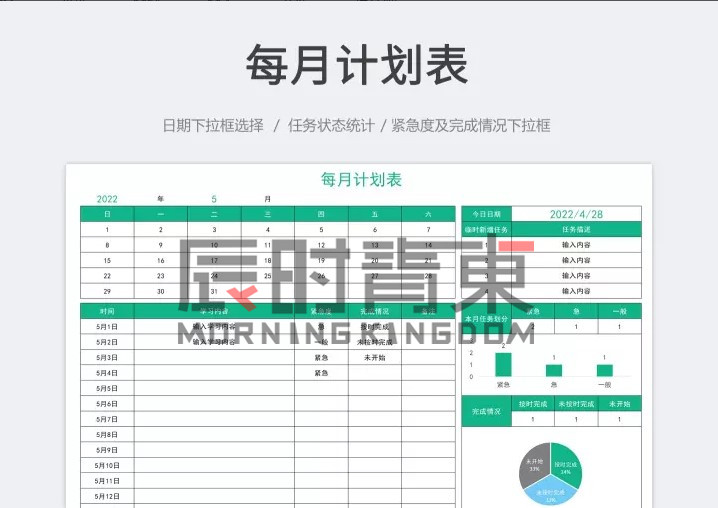 每月计划表
日期下拉框选择 / 任务状态统计 / 紧急度及完成情况下拉框
每月计划表
2022 年 5 月
日 一 二 三 四 五 六
1 2 3 4 5 6 7
8 9 10 11 12 13 14
15 16 17 18 19 20 21
22 23 24 25 26 27 28
29 30 31
今日日期 2022/4/28
临时新增任务 任务描述
1 输入内容
2 输入内容
3 输入内容
4 输入内容
辰时背東
MORNING KANGDOM
时间 学习内容 紧急度 完成情况
5月1日 输入学习内容 急 按时完成
5月2日 输入学习内容 一般 未按时完成
5月3日 紧急 未开始
5月4日 紧急
5月5日
5月6日
5月7日
5月8日
5月9日
5月10日
5月11日
5月12日
本月任务划分 紧急 急 一般
2 1 1
3
2
1
0
2
1
1
紧急 急 一般
完成情况 按时完成 未按时完成 未开始
1 1 1
未开始
33%
按时完成
34%
未按时完成
33%